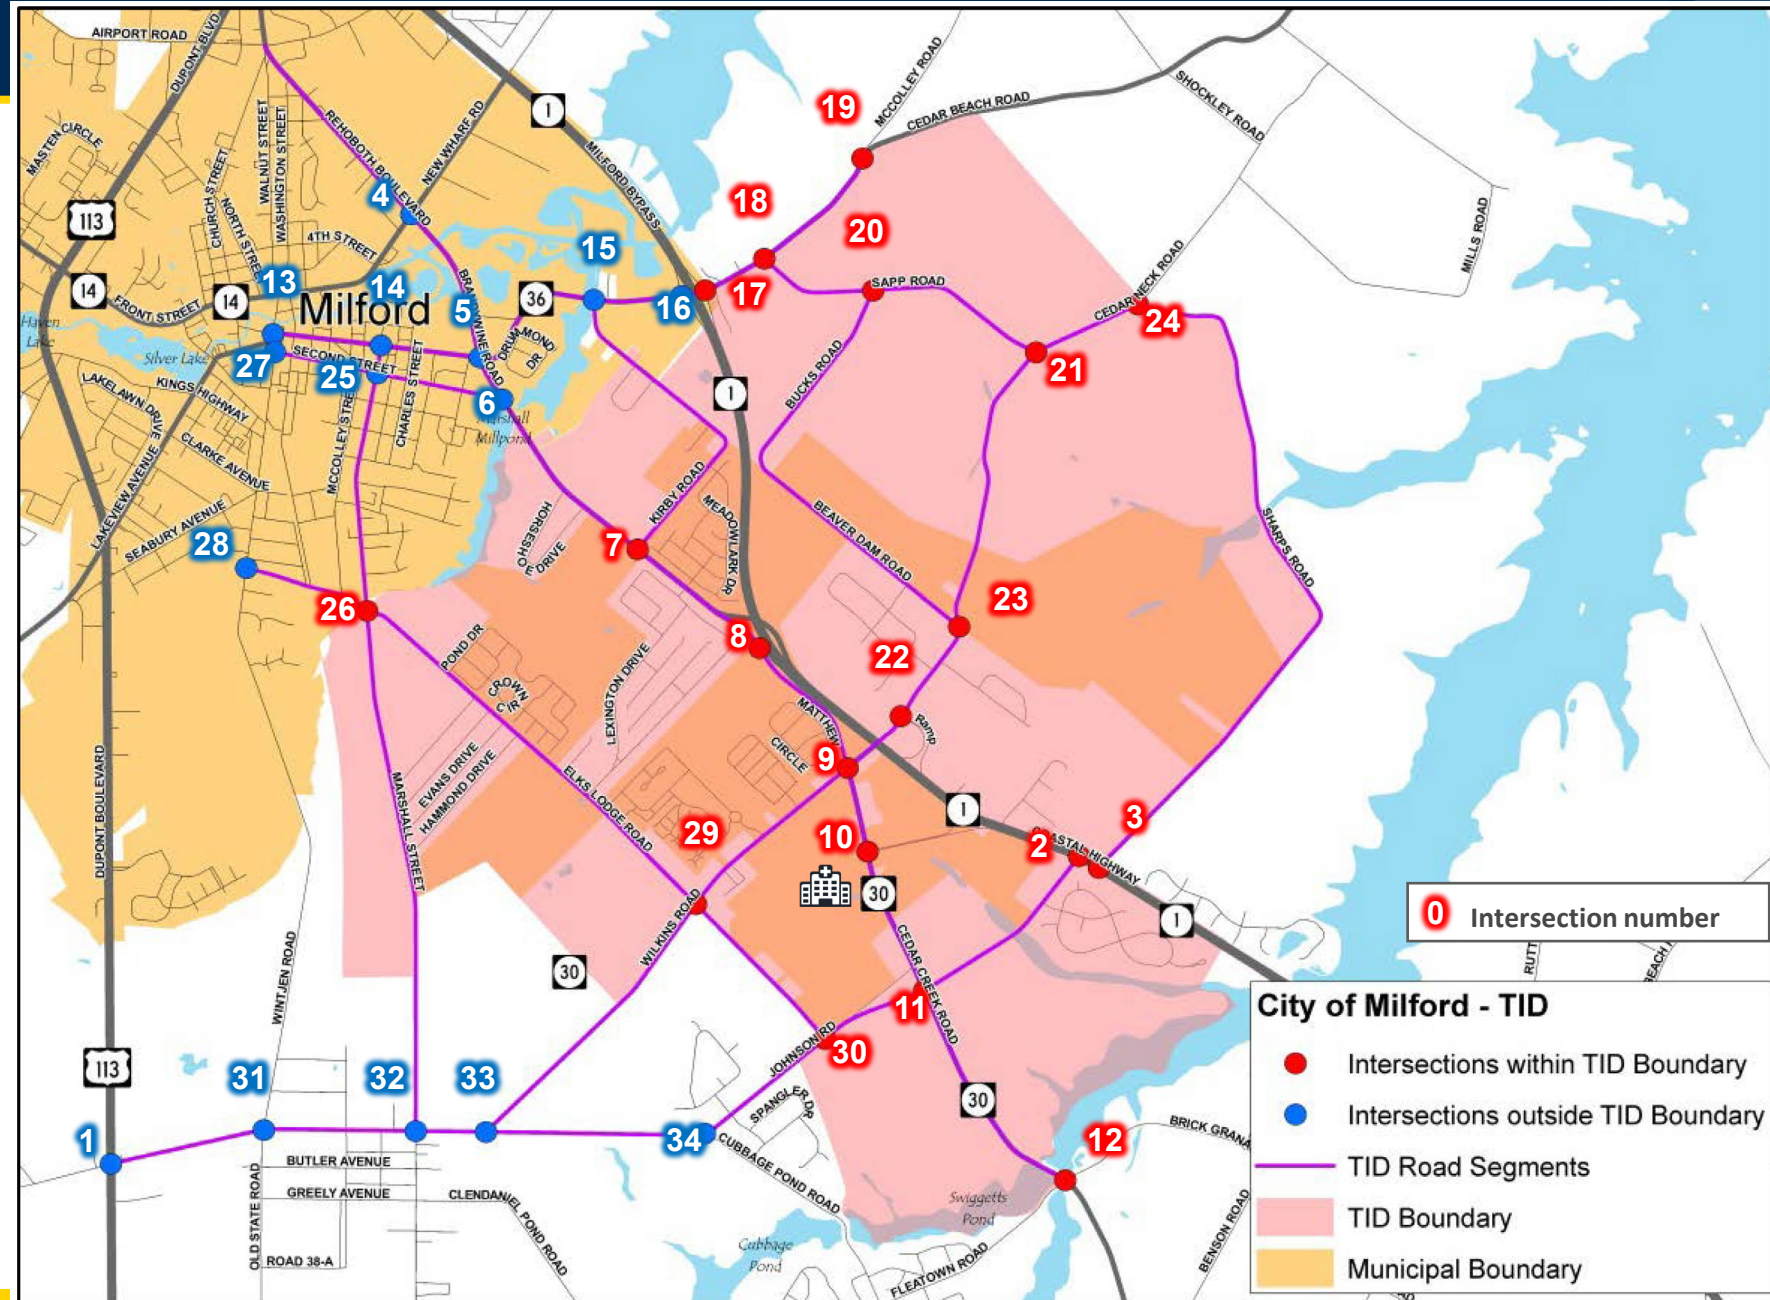 AIRPORT ROAD
DUPONT BLVD
1
19
MCCOLLEY ROAD
CEDAR BEACH ROAD
SHOCKLEY ROAD
MASTEN CIRCLE
WALNUT STREET
WASHINGTON STREET
REHOBOTH BOULEVARD
NEW WHARF RD
MILFORD BYPASS
CHURCH STREET
NORTH STREE
4
113
4TH STREET
18
20
MILLS ROAD
15
14
FRONT STREET
14
13
14
Milford
BRA
WINE ROAD
5
36
16
17
SAPP ROAD
CEDAR NECK ROAD
24
Haven
Lake
Silver Lake
27
SECOND STREET
25
DRUMMOND
DR
21
LAKELAWN DRIVE
KINGS HIGHWAY
6
Marshall
Millpond
1
BUCKS ROAD
CHARLES STREET
MCCOLLEY STREE
CLARKE AVENUE
LAKEVIEW AVENUE
SEABURY AVENUE
28
HORSESHO
E DRIVE
7
KIRBY ROAD
MEADOWLARK DR
BEAVER DAM ROAD
SHARPS ROAD
26
8
23
22
POND DR
CROWN
CIR
LEXINGTON DRIVE
MATTHEW
CIRCLE
Ramp
9
DUPONT BOULEVARD
MARSHALL STREET
EVANS DRIVE
HAMMOND DRIVE
ELKS LODGE ROAD
29
10
1
2
3
COASTAL HIGHWAY
30
1
0 Intersection number
WILKINS ROAD
CEDAR CREEK ROAD
WINTJEN ROAD
30
11
RUTT
BEACH H
City of Milford - TID
JOHNSON RD
30
113
31
32
33
Intersections within TID Boundary
SPANGLER DR
30
Intersections outside TID Boundary
1
34
12
BRICK GRANA
CUBBAGE POND ROAD
BUTLER AVENUE
GREELY AVENUE
TID Road Segments
OLD STATE ROAD
CLENDANIEL POND ROAD
Swiggetts
Pond
BENSON ROAD
TID Boundary
ROAD 38-A
Cubbage
Pond
FLEATOWN ROAD
Municipal Boundary